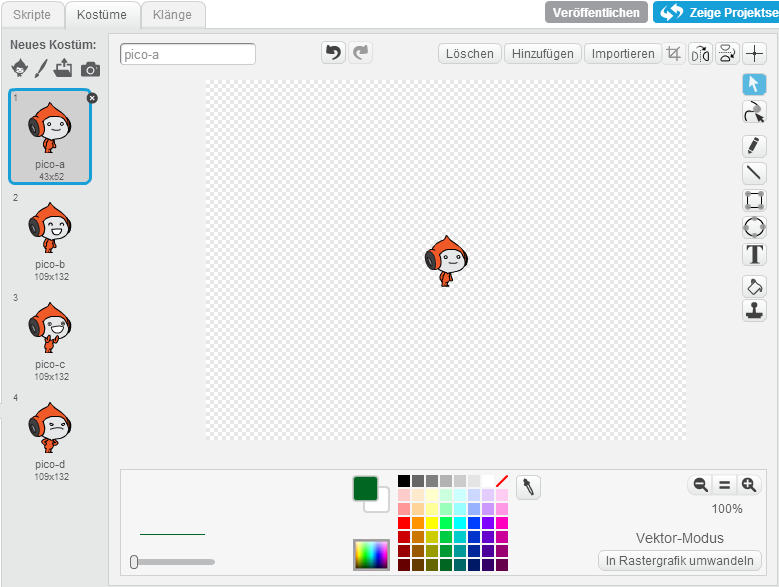 Skripte Kostüme Klänge Veröffentlichen Zeige Projektse
Neues Kostüm:
pico-a Löschen Hinzufügen Importieren
1
pico-a
43x52
2
pico-b
109x132
3
pico-c
109x132
4
pico-d
109x132
T
100%
Vektor-Modus
In Rastergrafik umwandeln